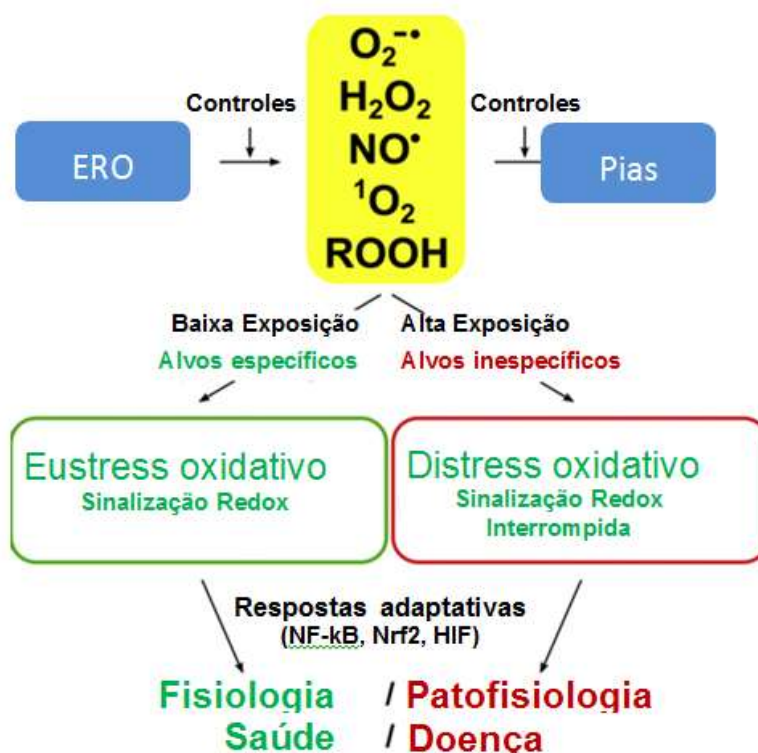 O₂⁻•
Controles
H₂O₂
Controles
ERO
NO•
Pias
¹O₂
ROOH
Baixa Exposição
Alta Exposição
Alvos específicos
Alvos inespecíficos
Eustress oxidativo
Sinalização Redox
Distress oxidativo
Sinalização Redox
Interrompida
Respostas adaptativas
(NF-kB, Nrf2, HIF)
Fisiologia / Patofisiologia
Saúde / Doença